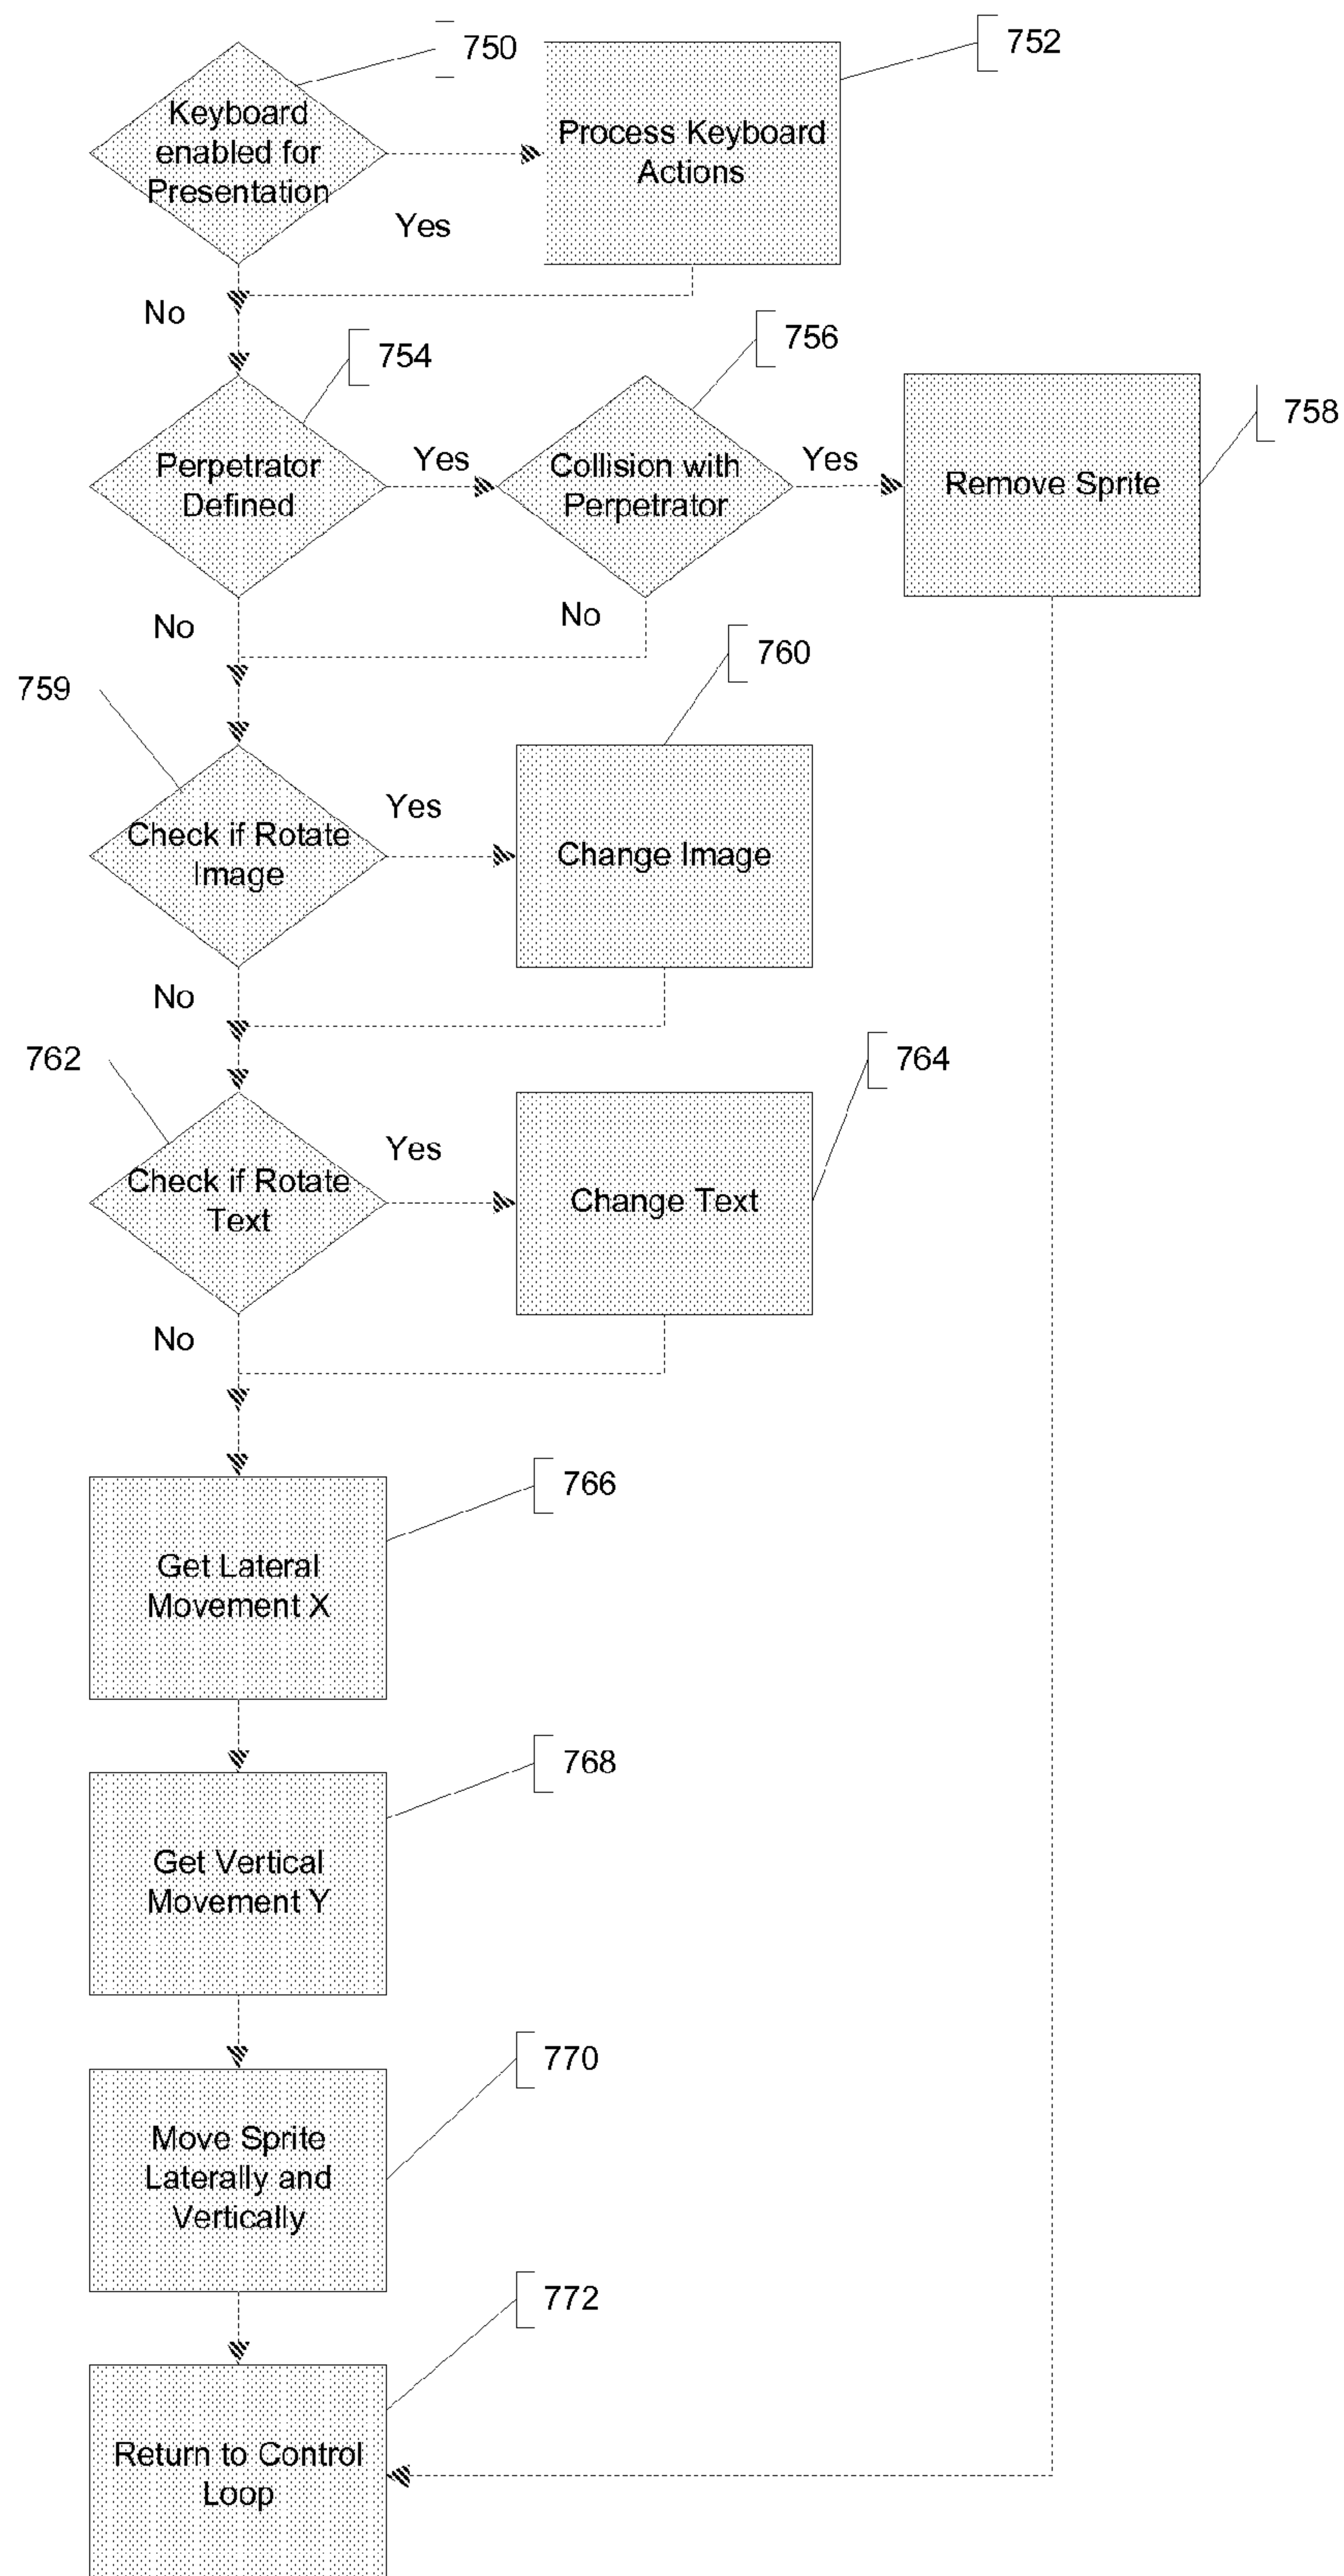 750
752
Keyboard
enabled for
Presentation
Process Keyboard
Actions
Yes
No
754
756
758
Perpetrator
Defined
Yes
Collision with
Perpetrator
Yes
Remove Sprite
No
No
759
760
Check if Rotate
Image
Yes
Change Image
No
762
764
Check if Rotate
Text
Yes
Change Text
No
766
Get Lateral
Movement X
768
Get Vertical
Movement Y
770
Move Sprite
Laterally and
Vertically
772
Return to Control
Loop